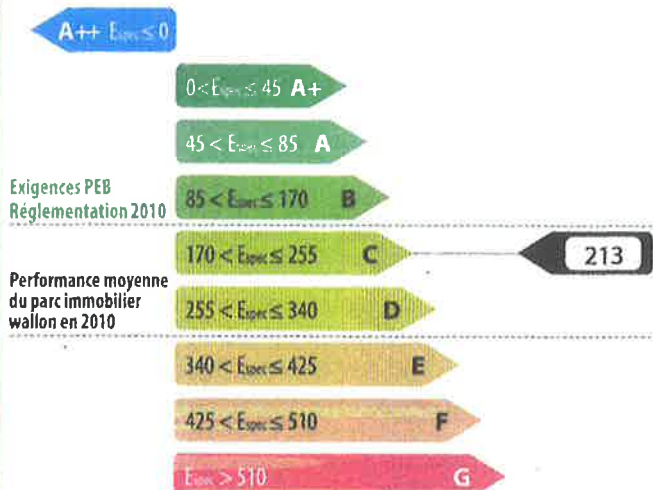 A++ Espec ≤ 0
0 < Espec ≤ 45 A+
45 < Espec ≤ 85 A
Exigences PEB
Réglementation 2010
85 < Espec ≤ 170 B
170 < Espec ≤ 255 C
213
Performance moyenne
du parc immobilier
wallon en 2010
255 < Espec ≤ 340 D
340 < Espec ≤ 425 E
425 < Espec ≤ 510 F
Espec > 510 G